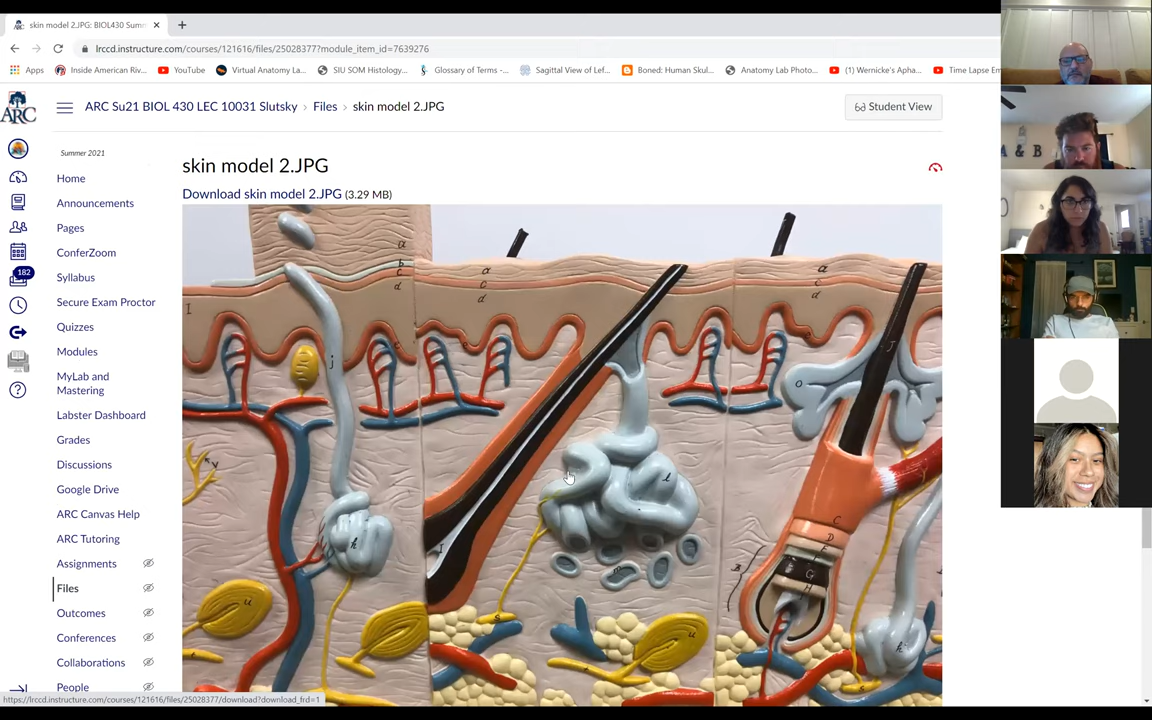 skin model 2.JPG: BIOL430 Summ
lrccd.instructure.com/courses/121616/files/25028377?module_item_id=7639276
Apps Inside American Riv... YouTube Virtual Anatomy La... SIU SOM Histology... Glossary of Terms -... Sagittal View of Lef... Boned: Human Skul... Anatomy Lab Photo... (1) Wernicke's Apha... Time Lapse Em
ARC
ARC Su21 BIOL 430 LEC 10031 Slutsky > Files > skin model 2.JPG
Student View
Summer 2021
Home
Announcements
Pages
ConferZoom
Syllabus
182
Secure Exam Proctor
Quizzes
Modules
MyLab and
Mastering
Labster Dashboard
Grades
Discussions
Google Drive
ARC Canvas Help
ARC Tutoring
Assignments
Files
Outcomes
Conferences
Collaborations
People
skin model 2.JPG
Download skin model 2.JPG (3.29 MB)
a
b
c
d
a
c
d
a
c
d
I
j
e
e
J
o
l
h
I
C
D
E
F
G
H
B
m
u
s
u
h
s
t
t
v
A & B
https://lrccd.instructure.com/courses/121616/files/25028377/download?download_frd=1